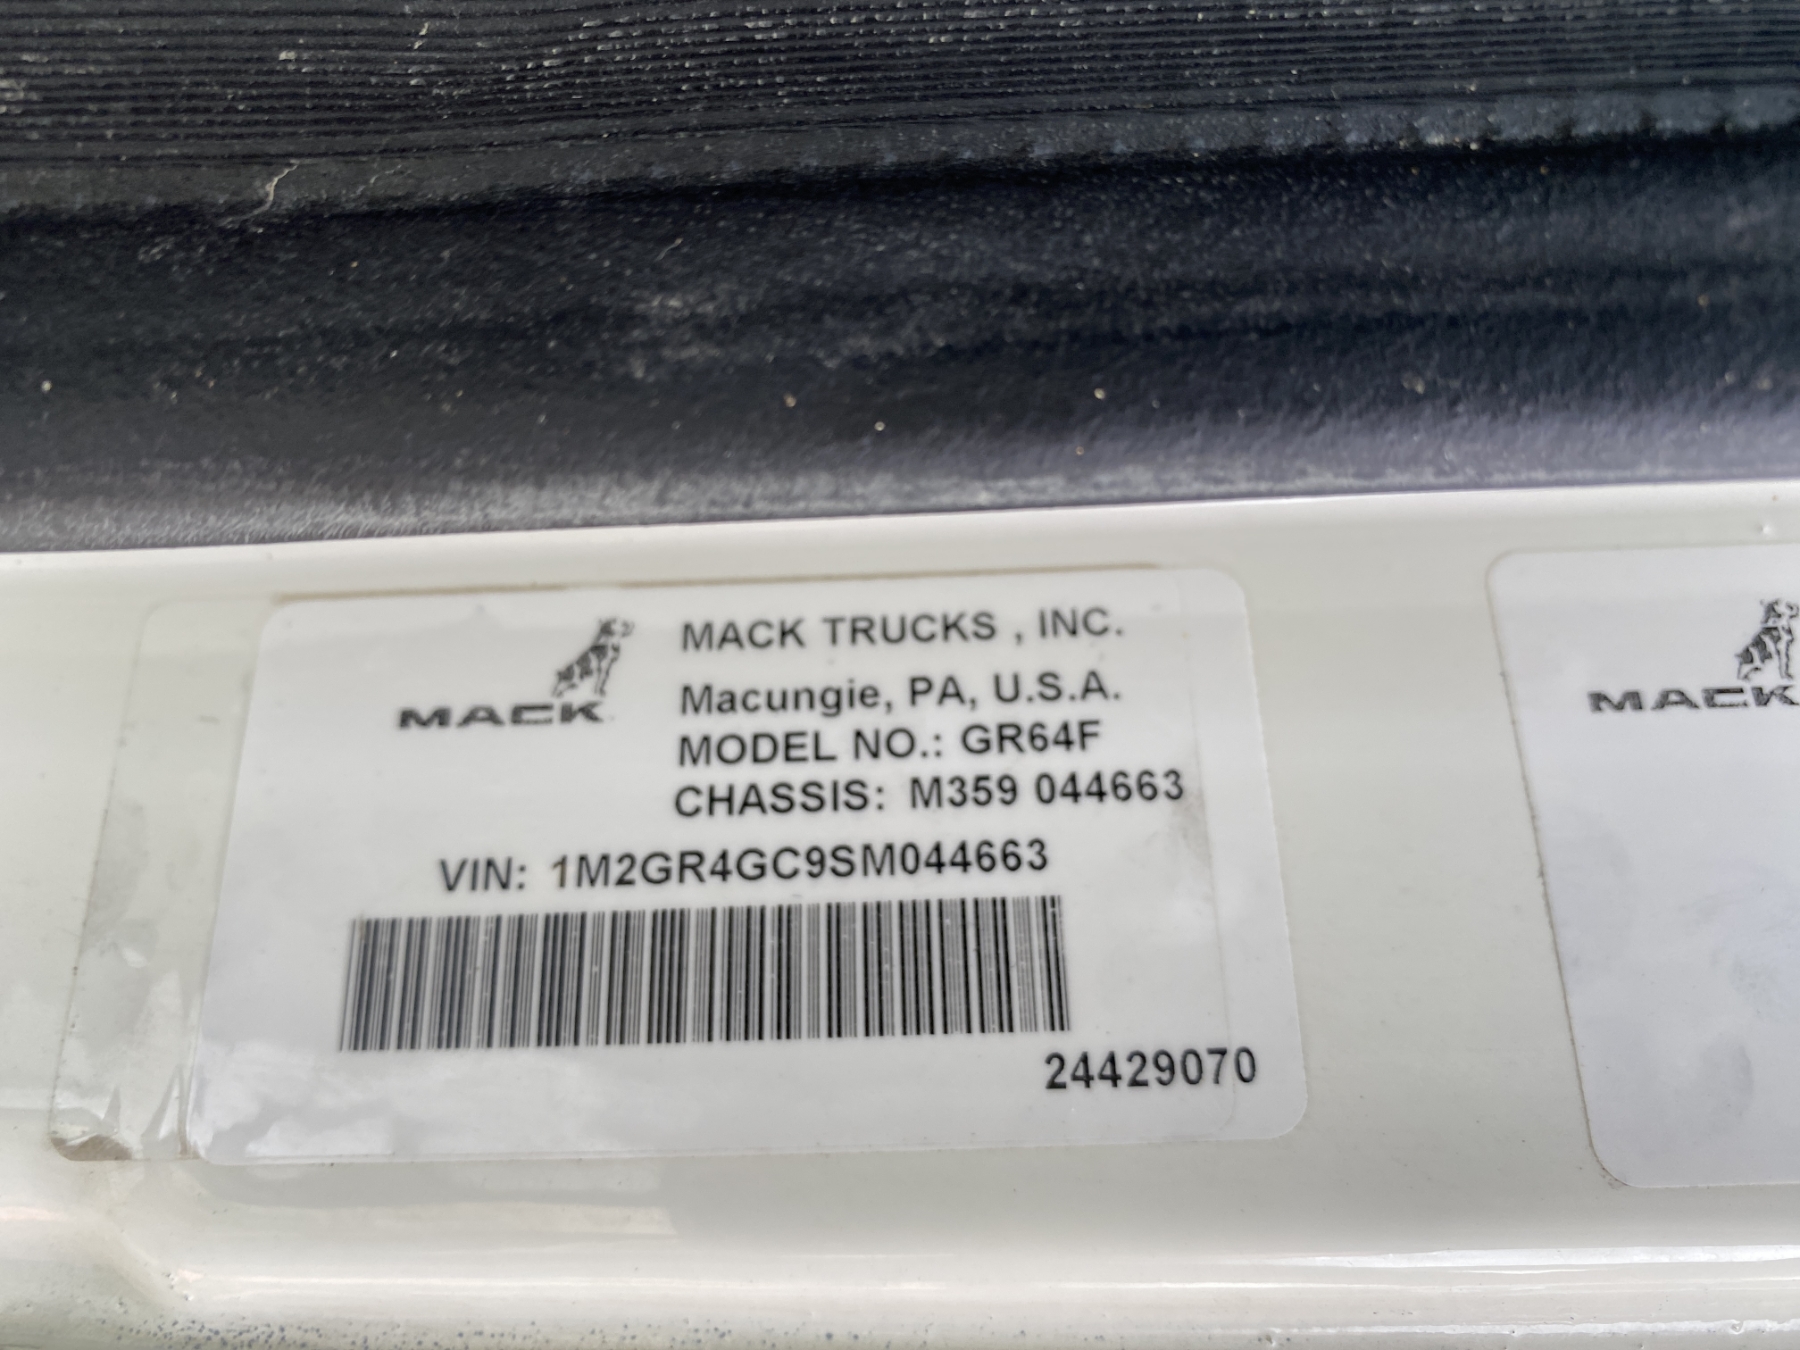 MACK
MACK TRUCKS , INC.
Macungie, PA, U.S.A.
MODEL NO.: GR64F
CHASSIS: M359 044663
VIN: 1M2GR4GC9SM044663
24429070
MACK